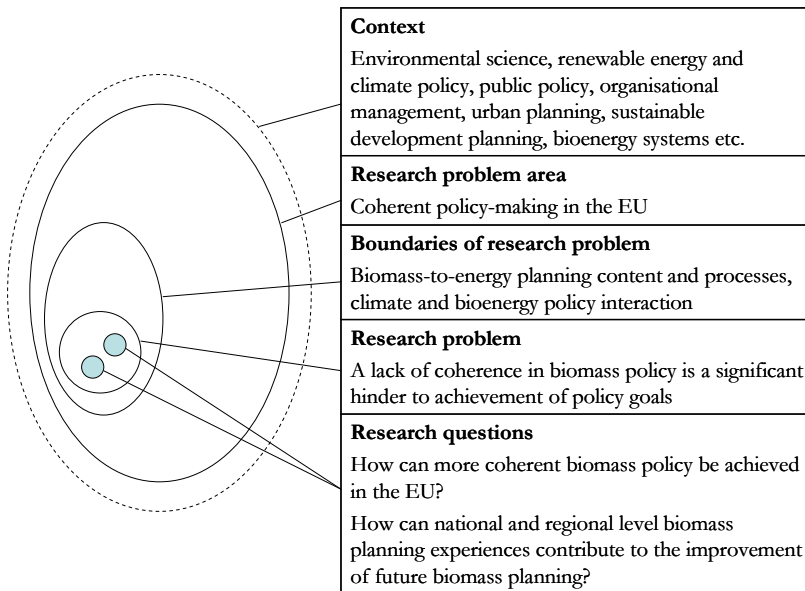 Context
Environmental science, renewable energy and
climate policy, public policy, organisational
management, urban planning, sustainable
development planning, bioenergy systems etc.
Research problem area
Coherent policy-making in the EU
Boundaries of research problem
Biomass-to-energy planning content and processes,
climate and bioenergy policy interaction
Research problem
A lack of coherence in biomass policy is a significant
hinder to achievement of policy goals
Research questions
How can more coherent biomass policy be achieved
in the EU?
How can national and regional level biomass
planning experiences contribute to the improvement
of future biomass planning?